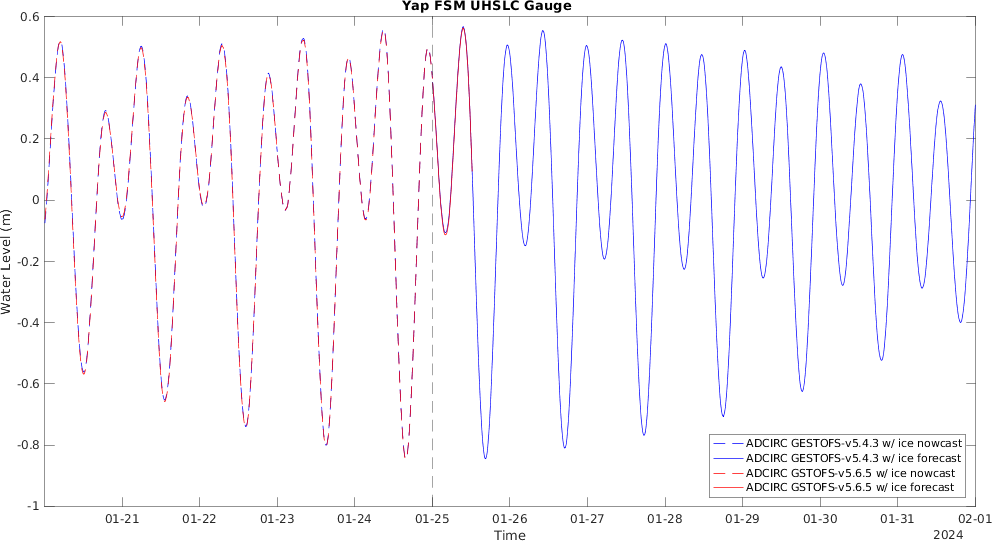 Yap FSM UHSLC Gauge
0.6
0.4
0.2
0
-0.2
-0.4
-0.6
-0.8
-1
Water Level (m)
ADCIRC GESTOFS-v5.4.3 w/ ice nowcast
ADCIRC GESTOFS-v5.4.3 w/ ice forecast
ADCIRC GSTOFS-v5.6.5 w/ ice nowcast
ADCIRC GSTOFS-v5.6.5 w/ ice forecast
01-21 01-22 01-23 01-24 01-25 01-26 01-27 01-28 01-29 01-30 01-31 02-01
Time
2024